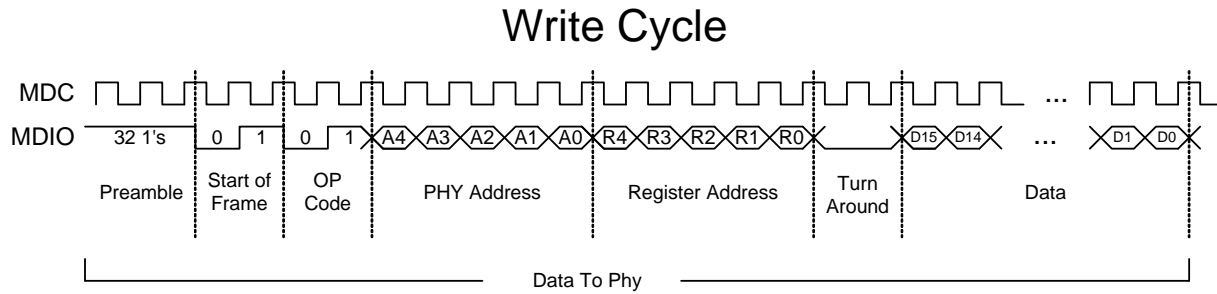 Write Cycle
MDC ...
MDIO 32 1's 0 1 0 1 A4 A3 A2 A1 A0 R4 R3 R2 R1 R0 D15 D14 ... D1 D0
Preamble Start of Frame OP Code PHY Address Register Address Turn Around Data
Data To Phy